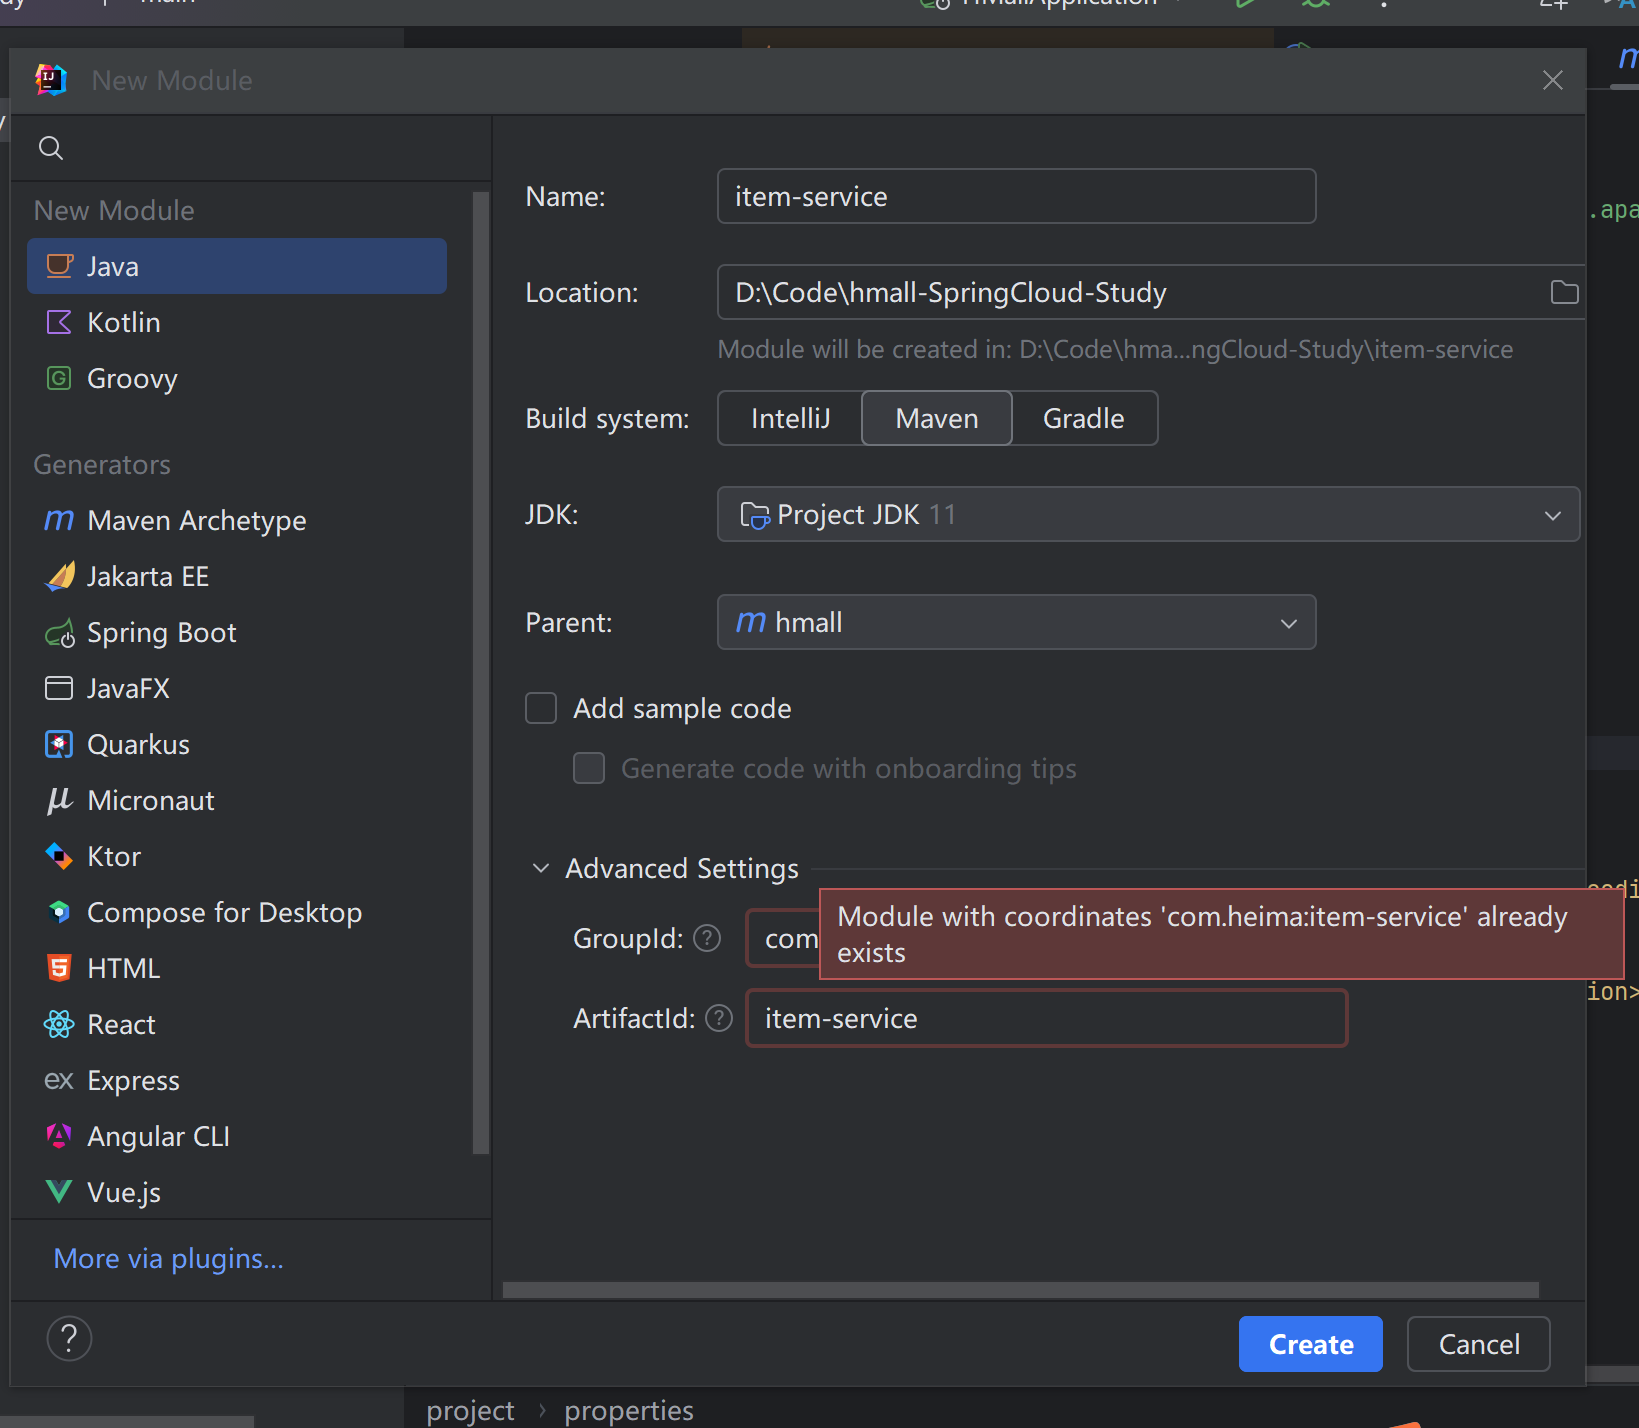 New Module
New Module
Java
Kotlin
Groovy
Generators
Maven Archetype
Jakarta EE
Spring Boot
JavaFX
Quarkus
Micronaut
Ktor
Compose for Desktop
HTML
React
Express
Angular CLI
Vue.js
More via plugins...
Name: item-service
Location: D:\Code\hmall-SpringCloud-Study
Module will be created in: D:\Code\hma...ngCloud-Study\item-service
Build system: IntelliJ Maven Gradle
JDK: Project JDK 11
Parent: hmall
Add sample code
Generate code with onboarding tips
Advanced Settings
GroupId: com
Module with coordinates 'com.heima:item-service' already
exists
ArtifactId: item-service
Create Cancel
.apa
ion>
project › properties